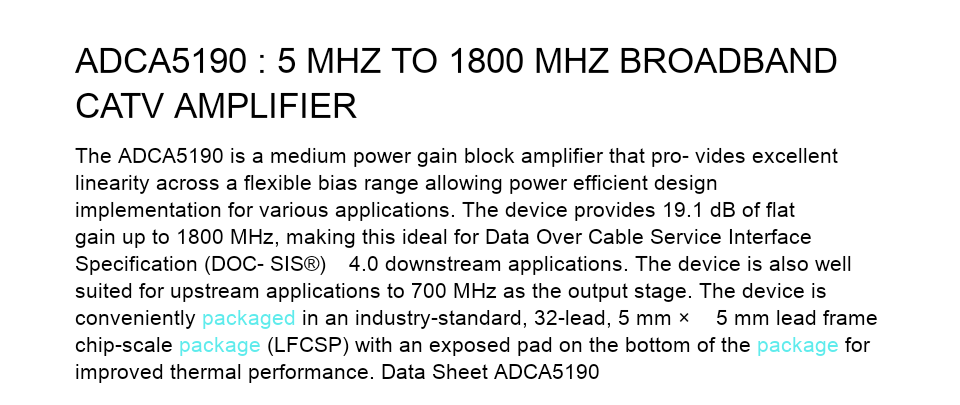 ADCA5190 : 5 MHZ TO 1800 MHZ BROADBAND
CATV AMPLIFIER
The ADCA5190 is a medium power gain block amplifier that pro- vides excellent
linearity across a flexible bias range allowing power efficient design
implementation for various applications. The device provides 19.1 dB of flat
gain up to 1800 MHz, making this ideal for Data Over Cable Service Interface
Specification (DOC- SIS®) 4.0 downstream applications. The device is also well
suited for upstream applications to 700 MHz as the output stage. The device is
conveniently packaged in an industry-standard, 32-lead, 5 mm × 5 mm lead frame
chip-scale package (LFCSP) with an exposed pad on the bottom of the package for
improved thermal performance. Data Sheet ADCA5190